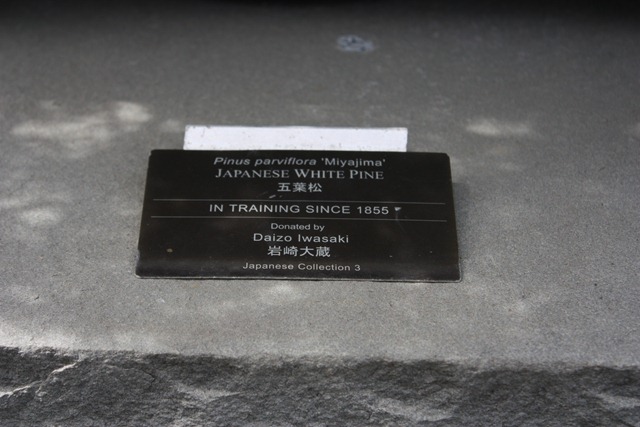 Pinus parviflora 'Miyajima'
JAPANESE WHITE PINE
五葉松
IN TRAINING SINCE 1855
Donated by
Daizo Iwasaki
岩崎大蔵
Japanese Collection 3